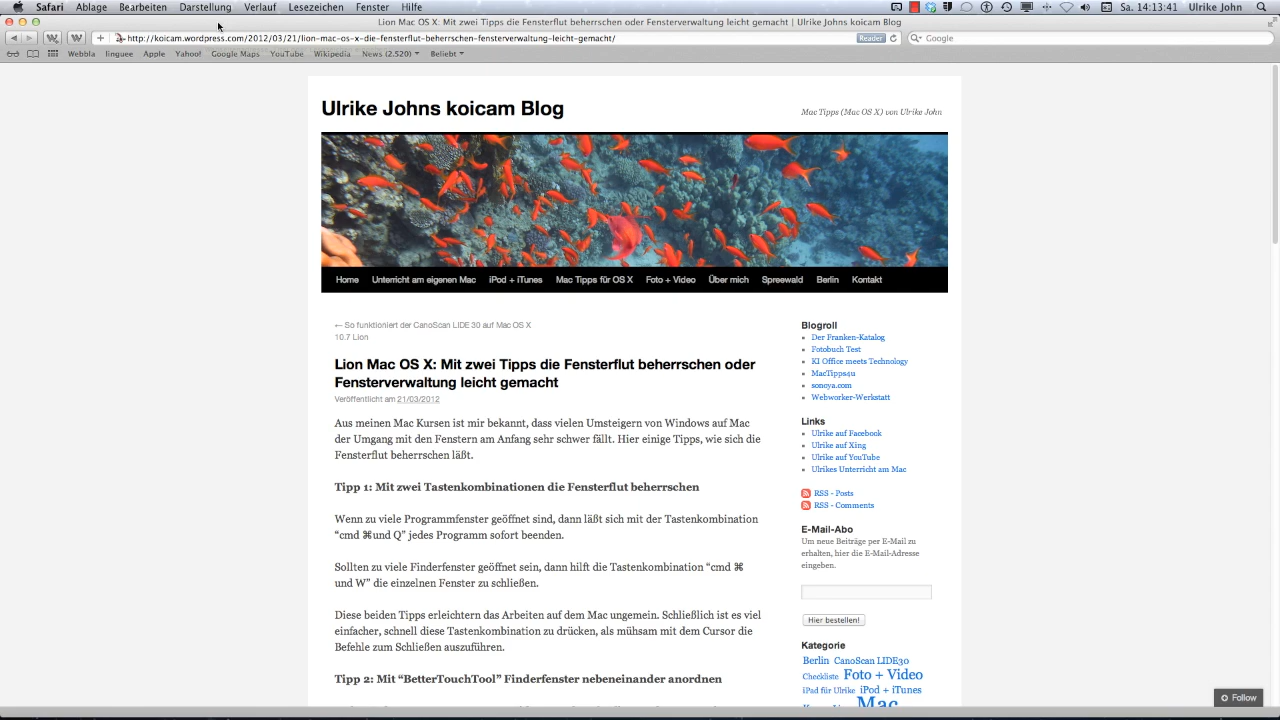 Safari Ablage Bearbeiten Darstellung Verlauf Lesezeichen Fenster Hilfe Sa 14:13:41 Ulrike John
Lion Mac OS X: Mit zwei Tipps die Fensterflut beherrschen oder Fensterverwaltung leicht gemacht | Ulrike Johns koicam Blog
http://koicam.wordpress.com/2012/03/21/lion-mac-os-x-die-fensterflut-beherrschen-fensterverwaltung-leicht-gemacht/ Reader Google
Webbla linguee Apple Yahoo! Google Maps YouTube Wikipedia News (2.520) Beliebt
Ulrike Johns koicam Blog
Mac Tipps (Mac OS X) von Ulrike John
Home Unterricht am eigenen Mac iPod + iTunes Mac Tipps für OS X Foto + Video Über mich Spreewald Berlin Kontakt
← So funktioniert der CanoScan LIDE 30 auf Mac OS X
10.7 Lion
Lion Mac OS X: Mit zwei Tipps die Fensterflut beherrschen oder
Fensterverwaltung leicht gemacht
Veröffentlicht am 21/03/2012
Aus meinen Mac Kursen ist mir bekannt, dass vielen Umsteigern von Windows auf Mac
der Umgang mit den Fenstern am Anfang sehr schwer fällt. Hier einige Tipps, wie sich die
Fensterflut beherrschen läßt.
Tipp 1: Mit zwei Tastenkombinationen die Fensterflut beherrschen
Wenn zu viele Programmfenster geöffnet sind, dann läßt sich mit der Tastenkombination
“cmd ⌘und Q” jedes Programm sofort beenden.
Sollten zu viele Finderfenster geöffnet sein, dann hilft die Tastenkombination “cmd ⌘
und W” die einzelnen Fenster zu schließen.
Diese beiden Tipps erleichtern das Arbeiten auf dem Mac ungemein. Schließlich ist es viel
einfacher, schnell diese Tastenkombination zu drücken, als mühsam mit dem Cursor die
Befehle zum Schließen auszuführen.
Tipp 2: Mit “BetterTouchTool” Finderfenster nebeneinander anordnen
Blogroll
Der Franken-Katalog
Fotobuch Test
KI Office meets Technology
MacTipps4u
sonoya.com
Webworker-Werkstatt
Links
Ulrike auf Facebook
Ulrike auf Xing
Ulrike auf YouTube
Ulrikes Unterricht am Mac
RSS - Posts
RSS - Comments
E-Mail-Abo
Um neue Beiträge per E-Mail zu
erhalten, hier die E-Mail-Adresse
eingeben.
Hier bestellen!
Kategorie
Berlin CanoScan LIDE30
Checkliste Foto + Video
iPad für Ulrike iPod + iTunes
Mac
Follow